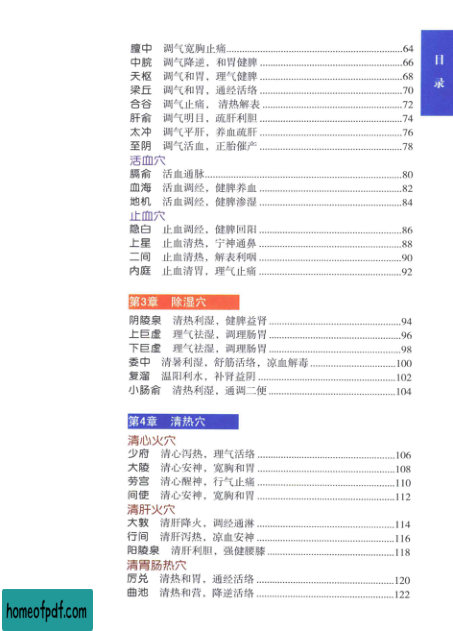 目录
膻中 调气宽胸止痛 64
中脘 调气降逆，和胃健脾 66
天枢 调气和胃，理气健脾 68
梁丘 调气和胃，通经活络 70
合谷 调气止痛，清热解表 72
肝俞 调气明目，疏肝利胆 74
太冲 调气平肝，养血疏肝 76
至阴 调气活血，正胎催产 78
活血穴
膈俞 活血通脉 80
血海 活血调经，健脾养血 82
地机 活血调经，健脾渗湿 84
止血穴
隐白 止血调经，健脾回阳 86
上星 止血清热，宁神通鼻 88
二间 止血清热，解表利咽 90
内庭 止血清胃，理气止痛 92
第3章 除湿穴
阴陵泉 清热利湿，健脾益肾 94
上巨虚 理气祛湿，调理肠胃 96
下巨虚 理气祛湿，调理肠胃 98
委中 清暑利湿，舒筋活络，凉血解毒 100
复溜 温阳利水，补肾益阴 102
小肠俞 清热利湿，通调二便 104
第4章 清热穴
清心火穴
少府 清心泻热，理气活络 106
大陵 清心安神，宽胸和胃 108
劳宫 清心醒神，行气止痛 110
间使 清心安神，宽胸和胃 112
清肝火穴
大敦 清肝降火，调经通淋 114
行间 清肝泻热，凉血安神 116
阳陵泉 清肝利胆，强健腰膝 118
清胃肠热穴
厉兑 清热和胃，通经活络 120
曲池 清热和营，降逆活络 122
homeofpdf.com